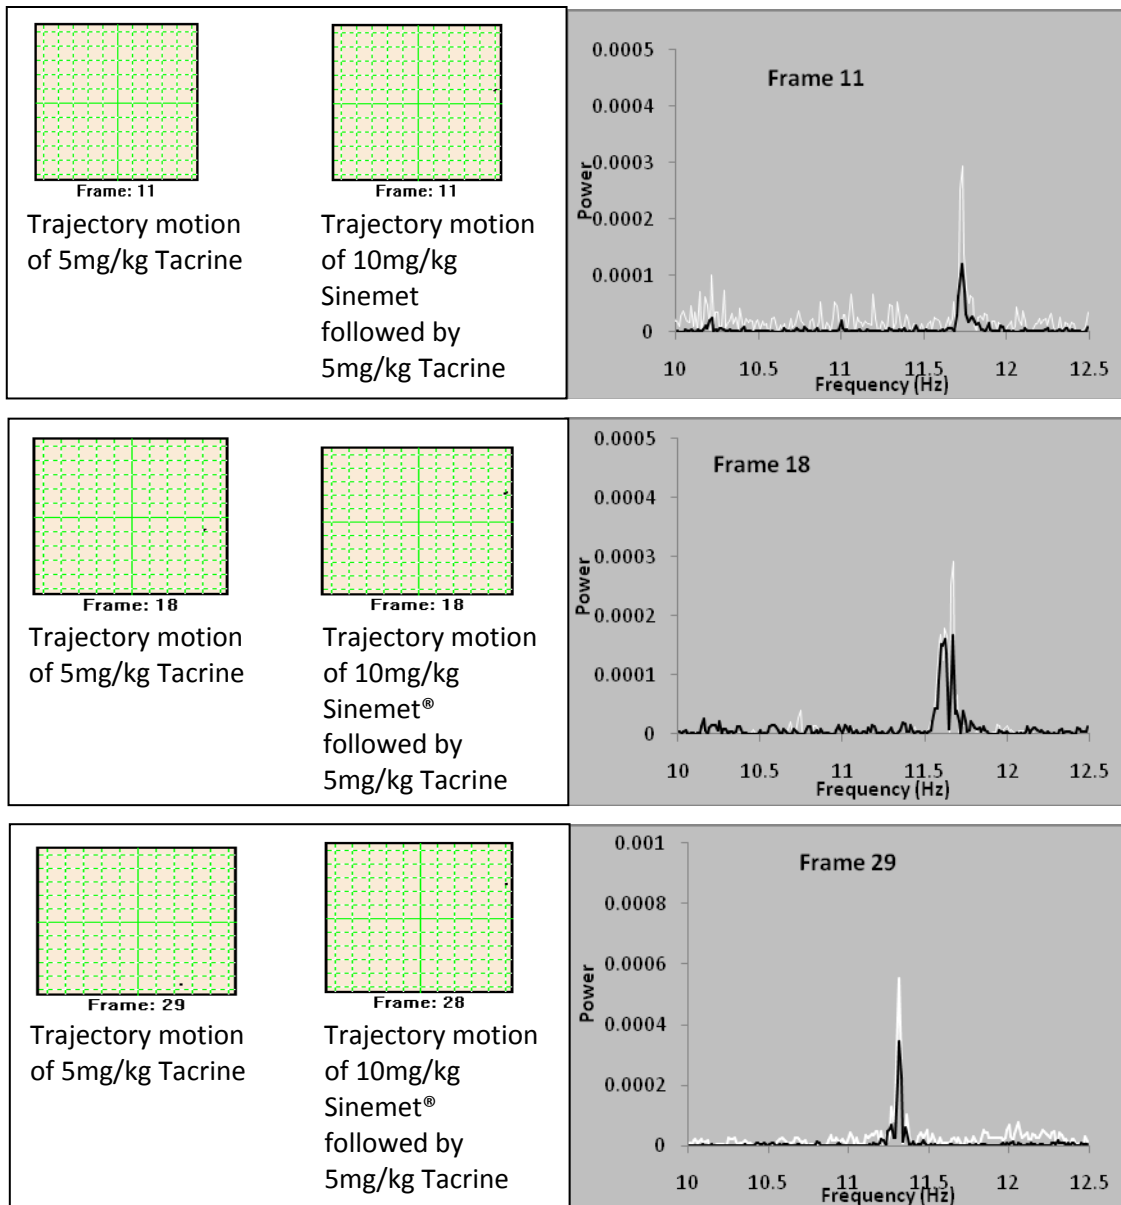 Frame: 11
Trajectory motion
of 5mg/kg Tacrine
Frame: 11
Trajectory motion
of 10mg/kg
Sinemet
followed by
5mg/kg Tacrine
Frame 11
Power
0.0005
0.0004
0.0003
0.0002
0.0001
0
10 10.5 11 11.5 12 12.5
Frequency (Hz)
Frame: 18
Trajectory motion
of 5mg/kg Tacrine
Frame: 18
Trajectory motion
of 10mg/kg
Sinemet®
followed by
5mg/kg Tacrine
Frame 18
Power
0.0005
0.0004
0.0003
0.0002
0.0001
0
10 10.5 11 11.5 12 12.5
Frequency (Hz)
Frame: 29
Trajectory motion
of 5mg/kg Tacrine
Frame: 28
Trajectory motion
of 10mg/kg
Sinemet®
followed by
5mg/kg Tacrine
Frame 29
Power
0.001
0.0008
0.0006
0.0004
0.0002
0
10 10.5 11 11.5 12 12.5
Frequency (Hz)